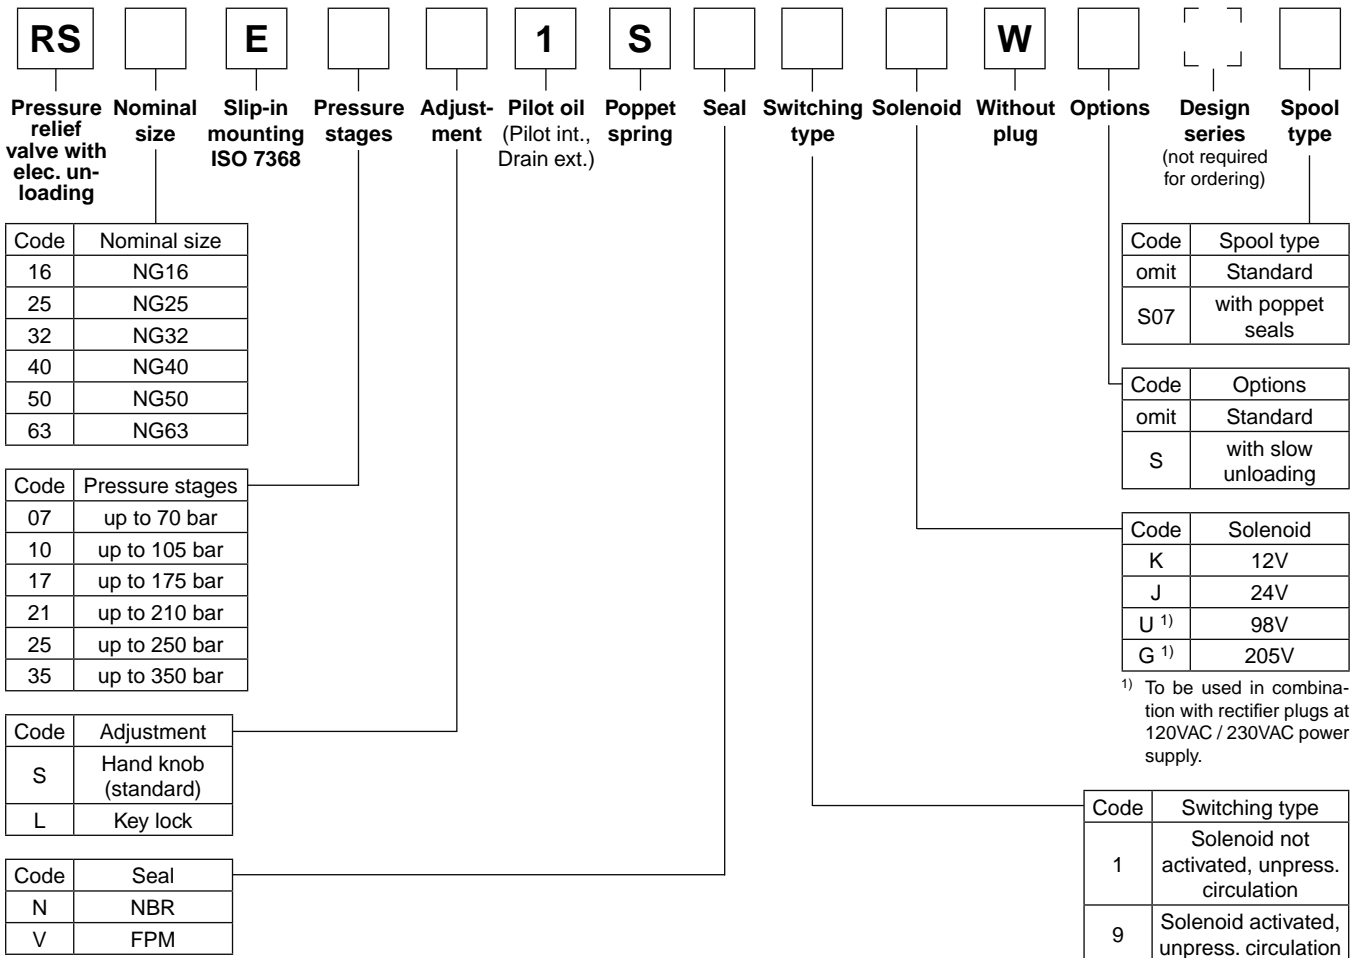 RS E 1 S W
Pressure relief valve with elec. un-loading
Nominal size
Slip-in mounting ISO 7368
Pressure stages
Adjust-ment
Pilot oil (Pilot int., Drain ext.)
Poppet spring
Seal
Switching type
Solenoid
Without plug
Options
Design series (not required for ordering)
Spool type
Code Nominal size
16 NG16
25 NG25
32 NG32
40 NG40
50 NG50
63 NG63
Code Pressure stages
07 up to 70 bar
10 up to 105 bar
17 up to 175 bar
21 up to 210 bar
25 up to 250 bar
35 up to 350 bar
Code Adjustment
S Hand knob (standard)
L Key lock
Code Seal
N NBR
V FPM
Code Spool type
omit Standard
S07 with poppet seals
Code Options
omit Standard
S with slow unloading
Code Solenoid
K 12V
J 24V
U 1) 98V
G 1) 205V
1) To be used in combina-
tion with rectifier plugs at
120VAC / 230VAC power
supply.
Code Switching type
1 Solenoid not activated, unpress. circulation
9 Solenoid activated, unpress. circulation